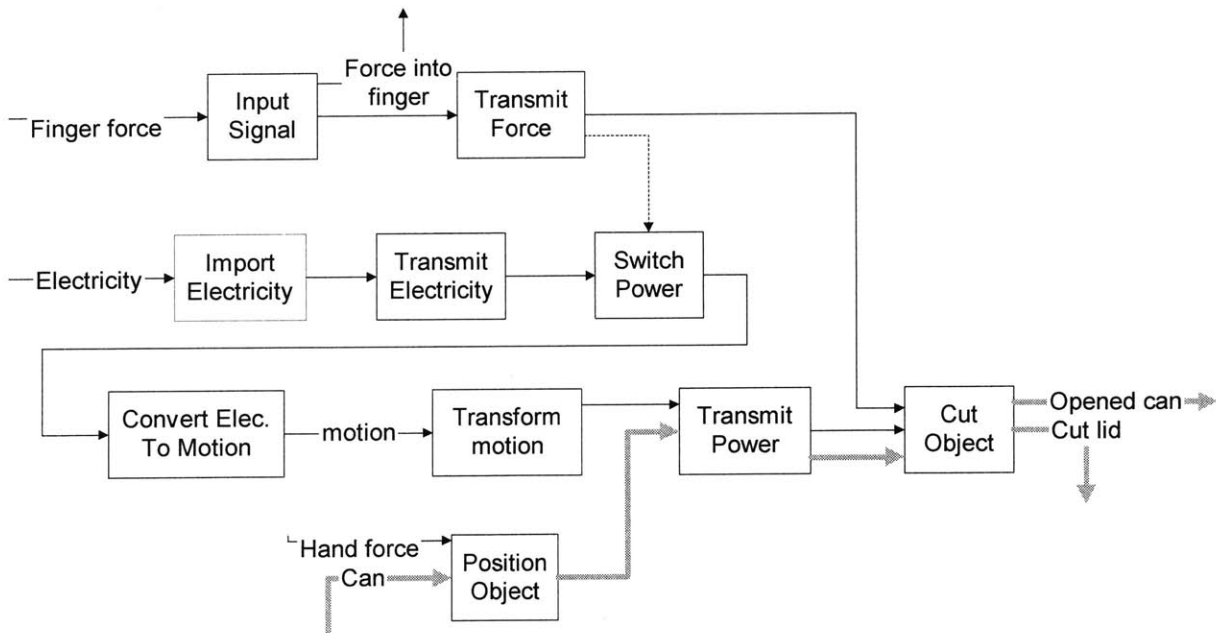 Force into
finger
Finger force
Input
Signal
Transmit
Force
Electricity
Import
Electricity
Transmit
Electricity
Switch
Power
Convert Elec.
To Motion
motion
Transform
motion
Transmit
Power
Cut
Object
Opened can
Cut lid
Hand force
Can
Position
Object